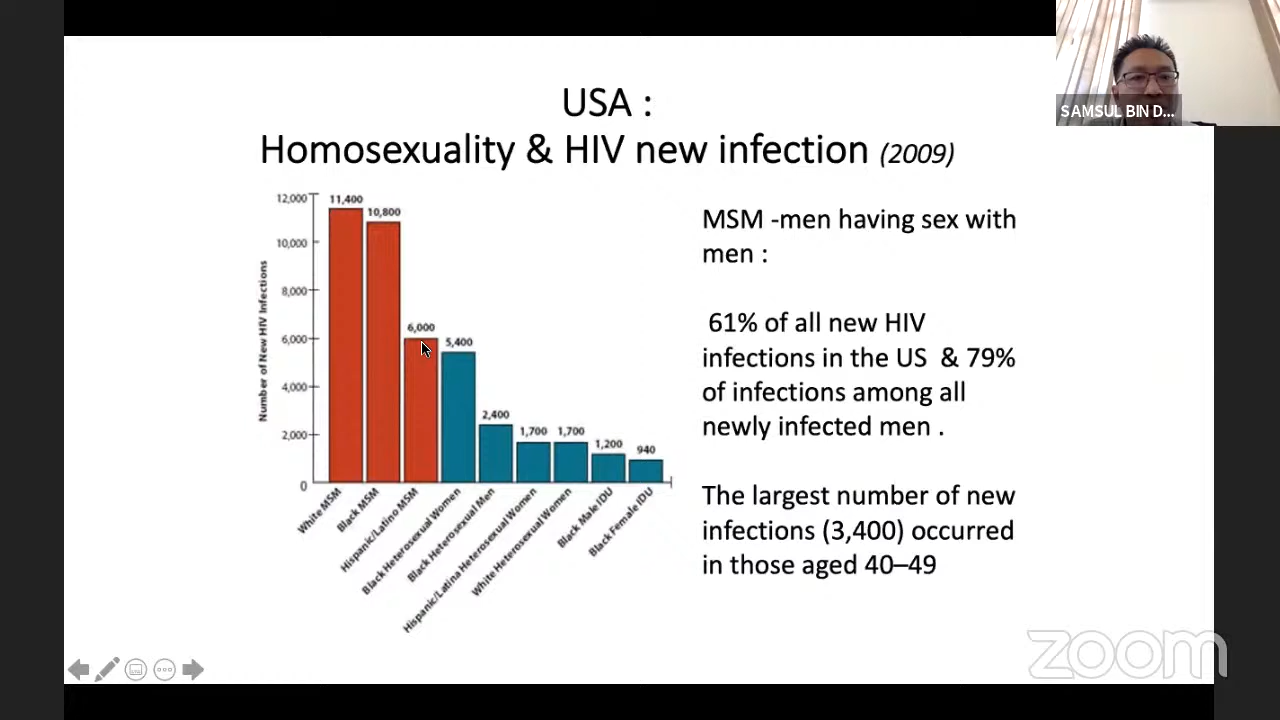 SAMSUL BIN D...
USA :
Homosexuality & HIV new infection (2009)
Number of New HIV Infections
12,000
10,000
8,000
6,000
4,000
2,000
0
11,400
10,800
6,000
5,400
2,400
1,700
1,700
1,200
940
White MSM
Black MSM
Hispanic/Latino MSM
Black Heterosexual Women
Black Heterosexual Men
Hispanic/Latina Heterosexual Women
White Heterosexual Women
Black Male IDU
Black Female IDU
MSM -men having sex with
men :
61% of all new HIV
infections in the US & 79%
of infections among all
newly infected men .
The largest number of new
infections (3,400) occurred
in those aged 40–49
zoom